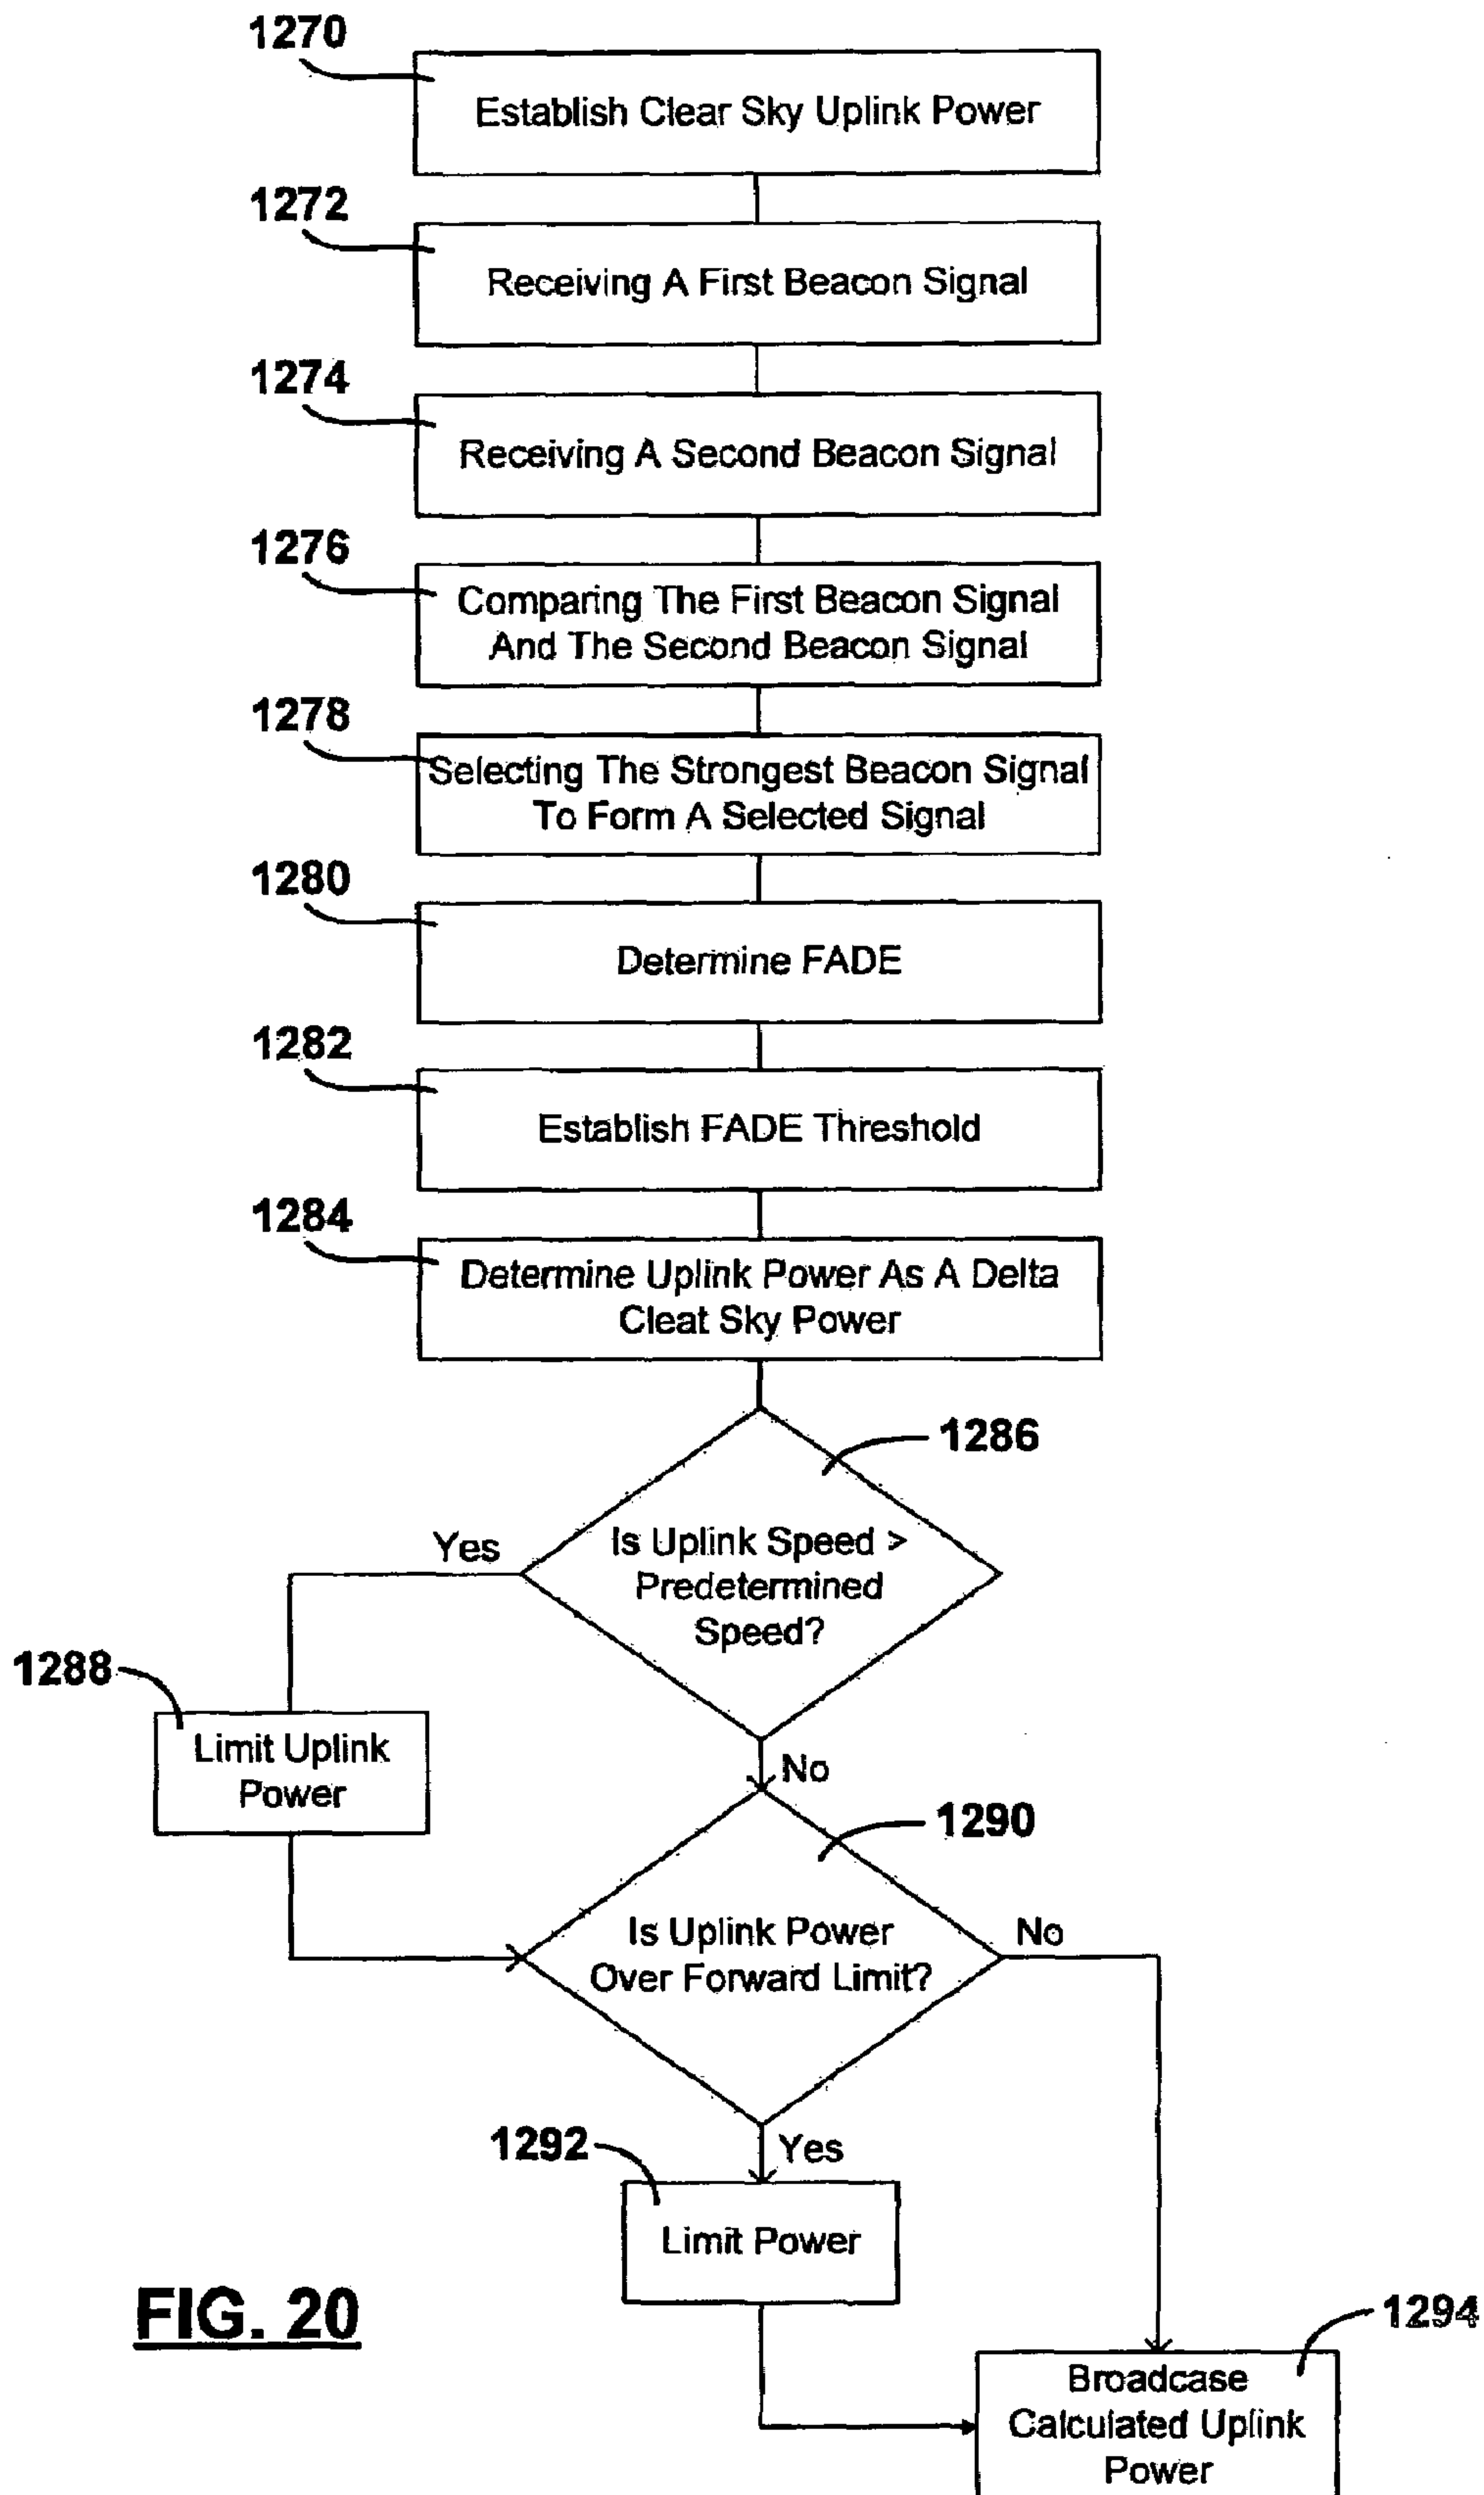 1270
Establish Clear Sky Uplink Power
1272
Receiving A First Beacon Signal
1274
Receiving A Second Beacon Signal
1276
Comparing The First Beacon Signal
And The Second Beacon Signal
1278
Selecting The Strongest Beacon Signal
To Form A Selected Signal
1280
Determine FADE
1282
Establish FADE Threshold
1284
Determine Uplink Power As A Delta
Cleat Sky Power
1286
Is Uplink Speed >
Predetermined
Speed?
Yes
1288
Limit Uplink
Power
No
1290
Is Uplink Power
Over Forward Limit?
No
Yes
1292
Limit Power
FIG. 20
1294
Broadcase
Calculated Uplink
Power